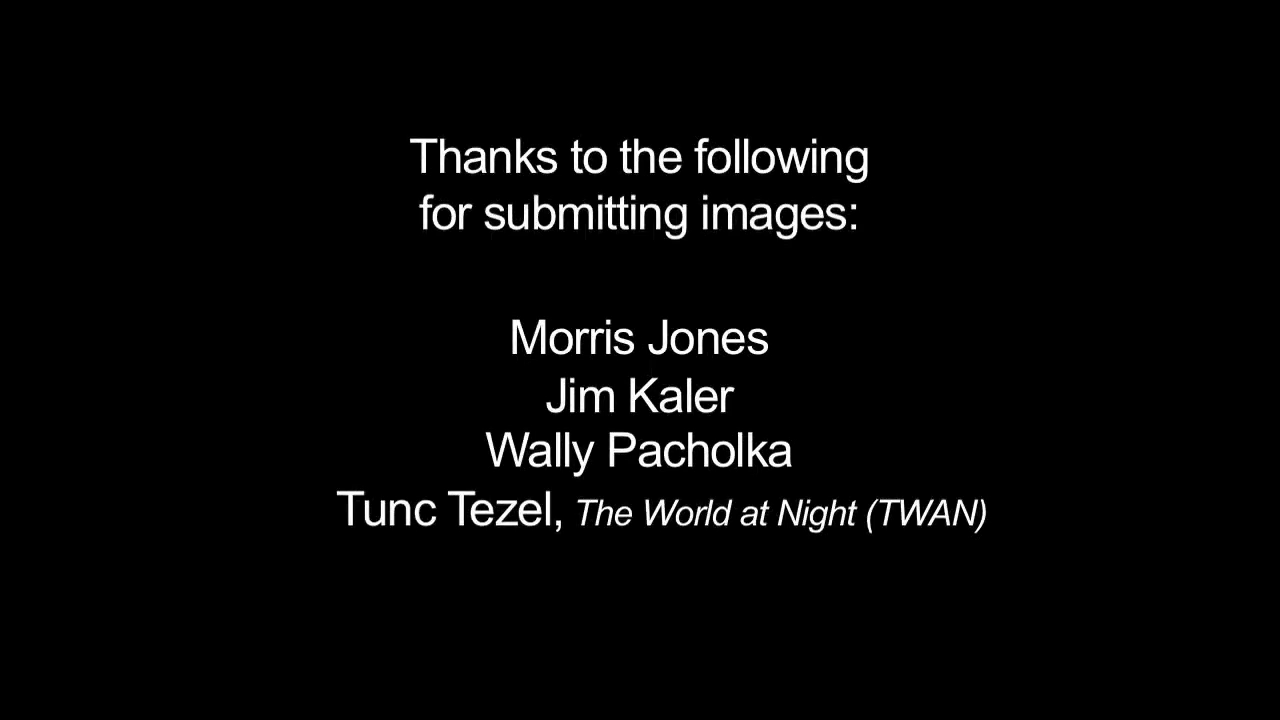 Thanks to the following
for submitting images:
Morris Jones
Jim Kaler
Wally Pacholka
Tunc Tezel, The World at Night (TWAN)